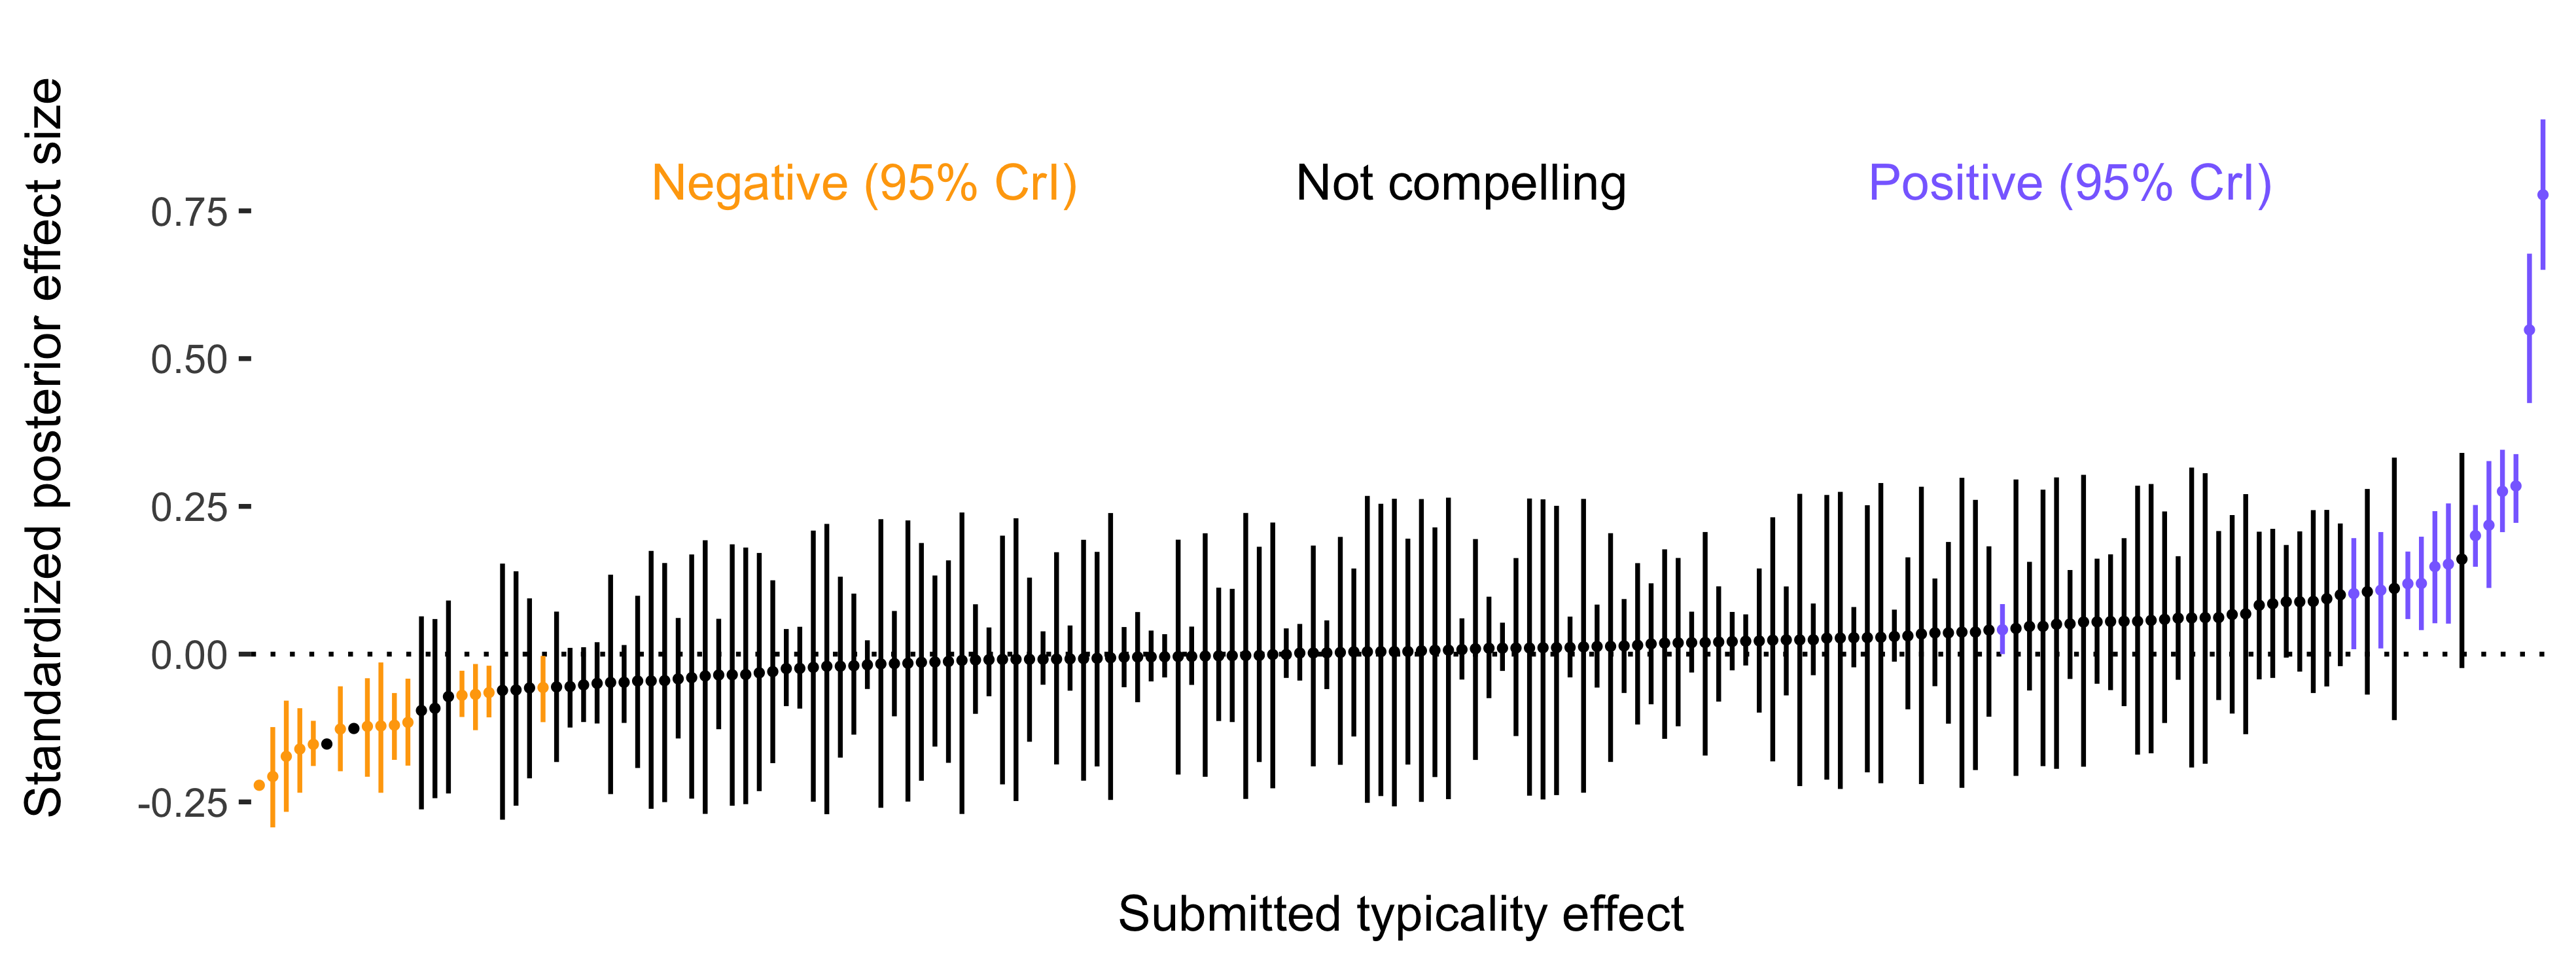 Standardized posterior effect size
Negative (95% CrI)
Not compelling
Positive (95% CrI)
0.75
0.50
0.25
0.00
-0.25
Submitted typicality effect